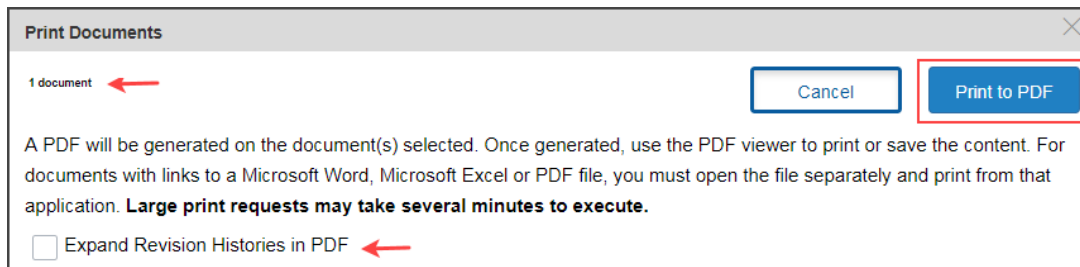 Print Documents
1 document
Cancel
Print to PDF
A PDF will be generated on the document(s) selected. Once generated, use the PDF viewer to print or save the content. For
documents with links to a Microsoft Word, Microsoft Excel or PDF file, you must open the file separately and print from that
application. Large print requests may take several minutes to execute.
Expand Revision Histories in PDF